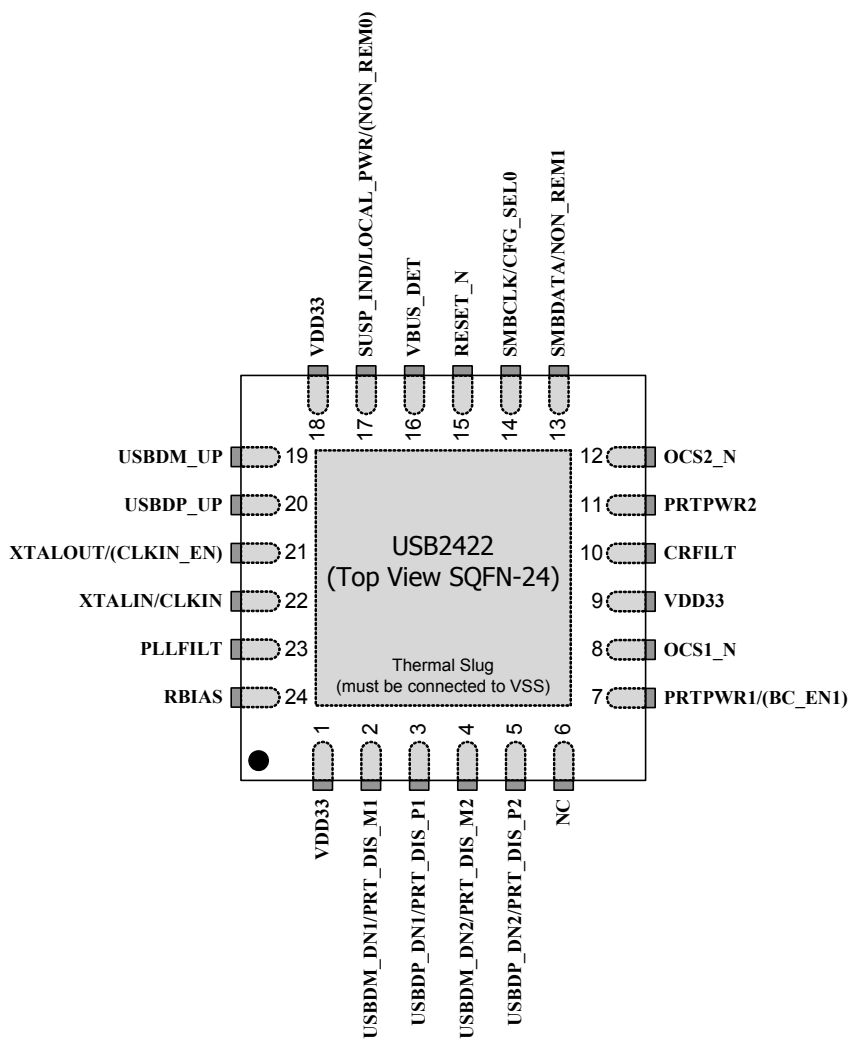 SUSP_IND/LOCAL_PWR/(NON_REM0)
SMBCLK/CFG_SEL0
SMBDATA/NON_REM1
VBUS_DET
RESET_N
VDD33
18
17
16
15
14
13
USBDM_UP
19
12
OCS2_N
USBDP_UP
20
11
PRTPWR2
XTALOUT/(CLKIN_EN)
21
USB2422
(Top View SQFN-24)
10
CRFILT
XTALIN/CLKIN
22
9
VDD33
PLLFILT
23
Thermal Slug
(must be connected to VSS)
8
OCS1_N
RBIAS
24
7
PRTPWR1/(BC_EN1)
1
2
3
4
5
6
VDD33
USBDM_DN1/PRT_DIS_M1
USBDP_DN1/PRT_DIS_P1
USBDM_DN2/PRT_DIS_M2
USBDP_DN2/PRT_DIS_P2
NC